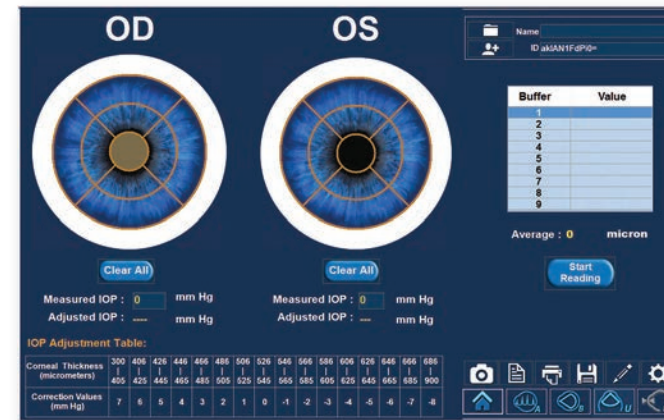 OD OS
Name
ID akIAN1FdPi0=
Buffer Value
1
2
3
4
5
6
7
8
9
Average : 0 micron
Clear All Clear All
Start
Reading
Measured IOP : 0 mm Hg Measured IOP : 0 mm Hg
Adjusted IOP : ---- mm Hg Adjusted IOP : --- mm Hg
IOP Adjustment Table:
Corneal Thickness (micrometers) 300 | 405 406 | 425 426 | 445 446 | 465 466 | 485 486 | 505 506 | 525 526 | 545 546 | 565 566 | 585 586 | 605 606 | 625 626 | 645 646 | 665 666 | 685 686 | 900
Correction Values (mm Hg) 7 6 5 4 3 2 1 0 -1 -2 -3 -4 -5 -6 -7 -8
A B U